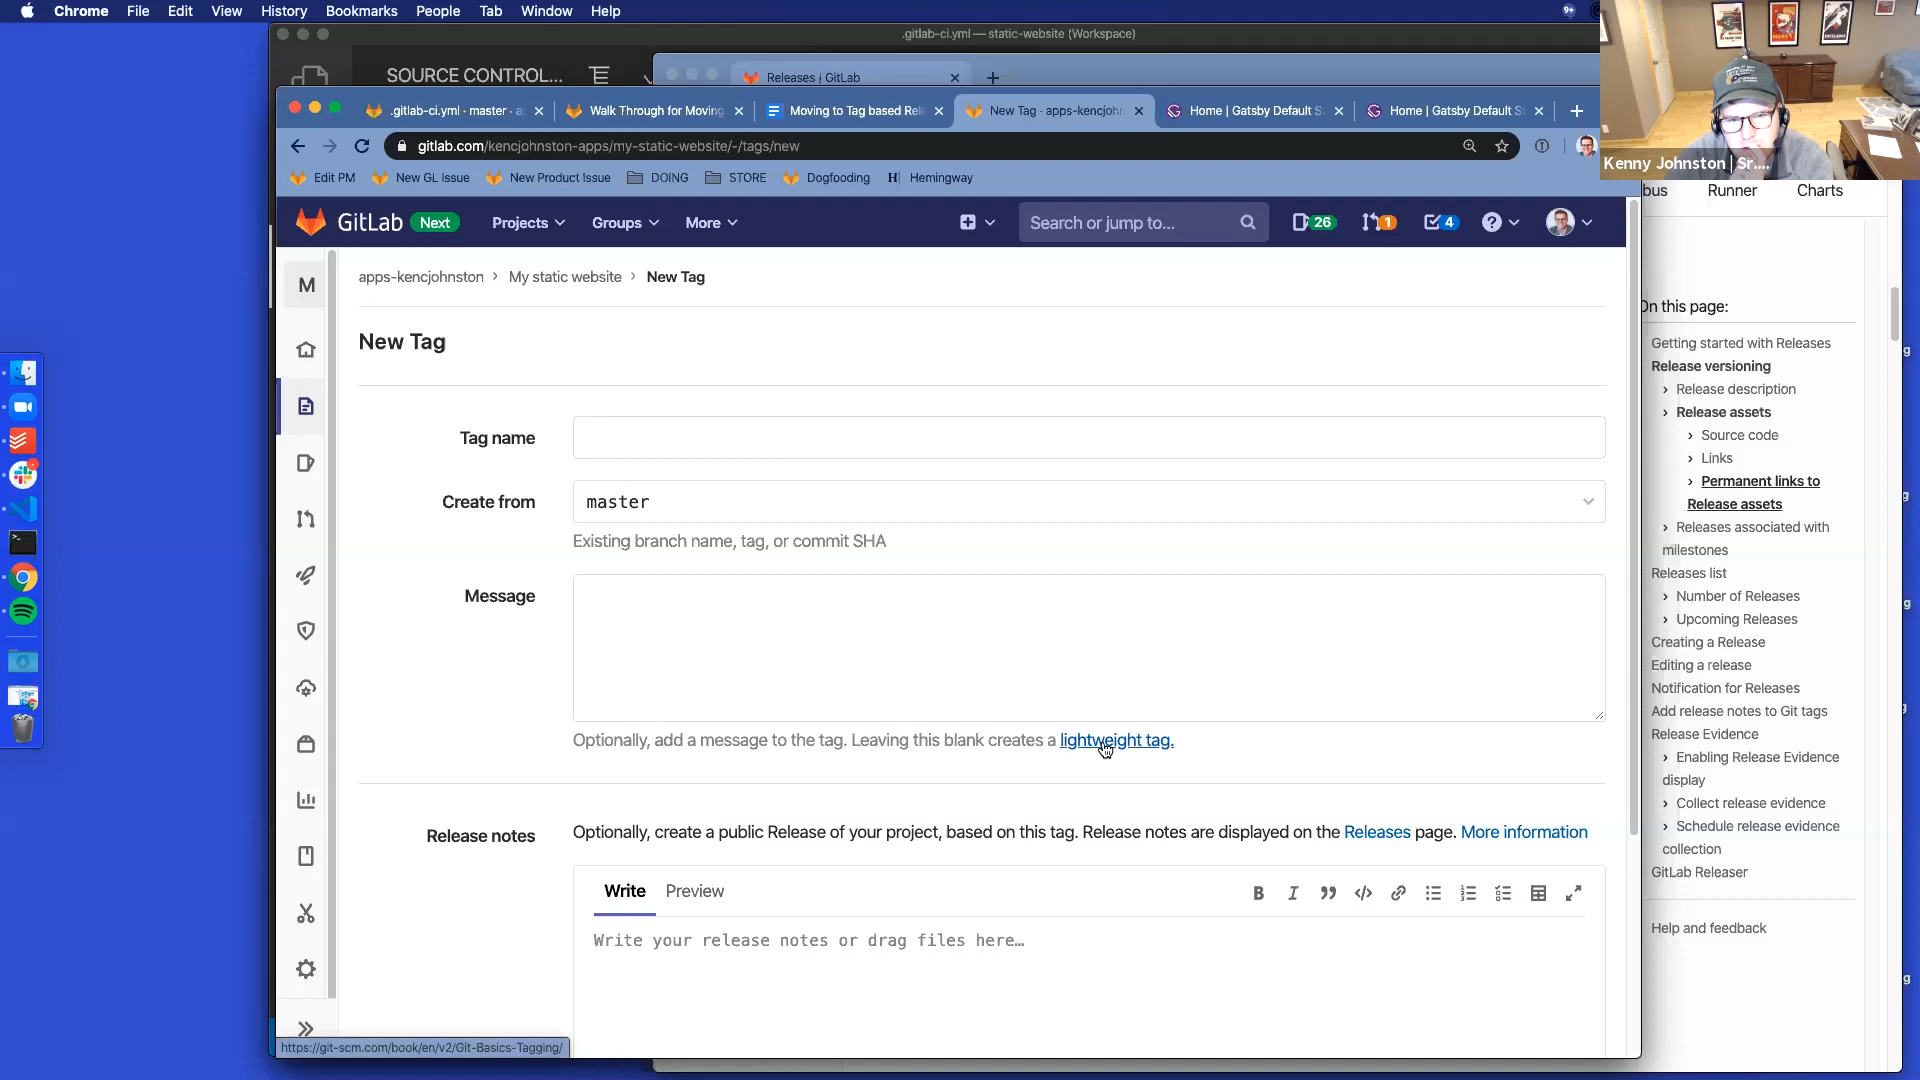 Chrome File Edit View History Bookmarks People Tab Window Help
9+
.gitlab-ci.yml — static-website (Workspace)
SOURCE CONTROL...
Releases | GitLab
.gitlab-ci.yml · master · a
Walk Through for Moving
Moving to Tag based Rel
New Tag · apps-kencjohn
Home | Gatsby Default S
Home | Gatsby Default St
gitlab.com/kencjohnston-apps/my-static-website/-/tags/new
Edit PM New GL Issue New Product Issue DOING STORE Dogfooding H Hemingway
Kenny Johnston | Sr....
bus Runner Charts
GitLab Next Projects Groups More Search or jump to... 26 1 4
M
apps-kencjohnston › My static website › New Tag
New Tag
Tag name
Create from master
Existing branch name, tag, or commit SHA
Message
Optionally, add a message to the tag. Leaving this blank creates a lightweight tag.
Release notes Optionally, create a public Release of your project, based on this tag. Release notes are displayed on the Releases page. More information
Write Preview
Write your release notes or drag files here…
https://git-scm.com/book/en/v2/Git-Basics-Tagging/
On this page:
Getting started with Releases
Release versioning
› Release description
› Release assets
› Source code
› Links
› Permanent links to
Release assets
› Releases associated with
milestones
Releases list
› Number of Releases
› Upcoming Releases
Creating a Release
Editing a release
Notification for Releases
Add release notes to Git tags
Release Evidence
› Enabling Release Evidence
display
› Collect release evidence
› Schedule release evidence
collection
GitLab Releaser
Help and feedback